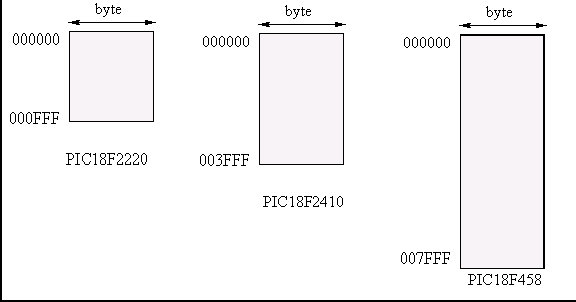 byte
000000
000FFF
PIC18F2220
byte
000000
003FFF
PIC18F2410
byte
000000
007FFF
PIC18F458